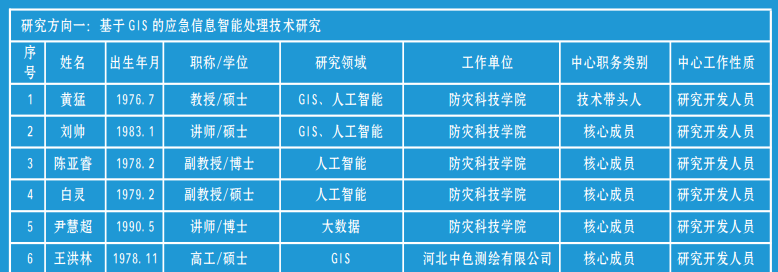 研究方向一：基于GIS的应急信息智能处理技术研究
序号 姓名 出生年月 职称/学位 研究领域 工作单位 中心职务类别 中心工作性质
1 黄猛 1976.7 教授/硕士 GIS、人工智能 防灾科技学院 技术带头人 研究开发人员
2 刘帅 1983.1 讲师/硕士 GIS、人工智能 防灾科技学院 核心成员 研究开发人员
3 陈亚睿 1978.2 副教授/博士 人工智能 防灾科技学院 核心成员 研究开发人员
4 白灵 1979.2 副教授/硕士 人工智能 防灾科技学院 核心成员 研究开发人员
5 尹慧超 1990.5 讲师/博士 大数据 防灾科技学院 核心成员 研究开发人员
6 王洪林 1978.11 高工/硕士 GIS 河北中色测绘有限公司 核心成员 研究开发人员